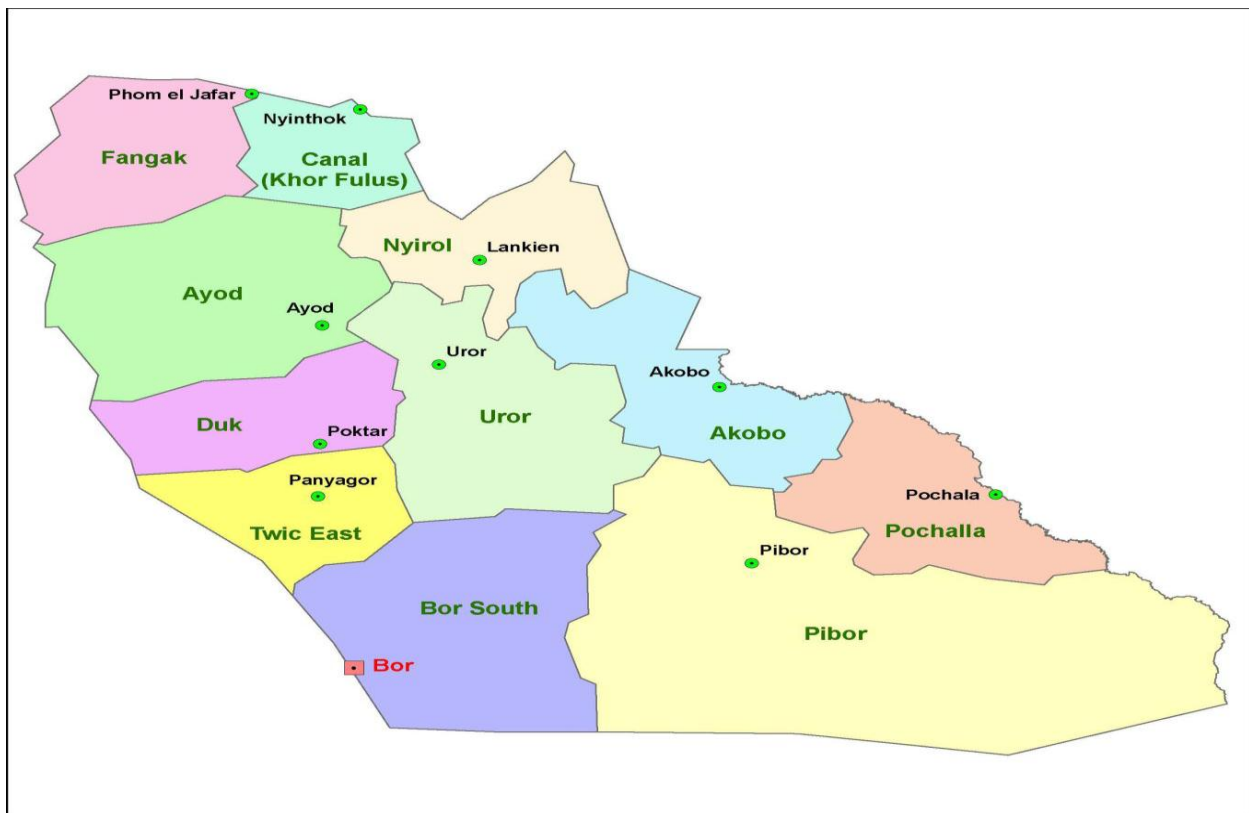 Phom el Jafar
Nyinthok
Fangak
Canal
(Khor Fulus)
Nyirol
Lankien
Ayod
Ayod
Uror
Akobo
Duk
Poktar
Uror
Akobo
Panyagor
Pochala
Twic East
Pochalla
Pibor
Bor South
Pibor
Bor